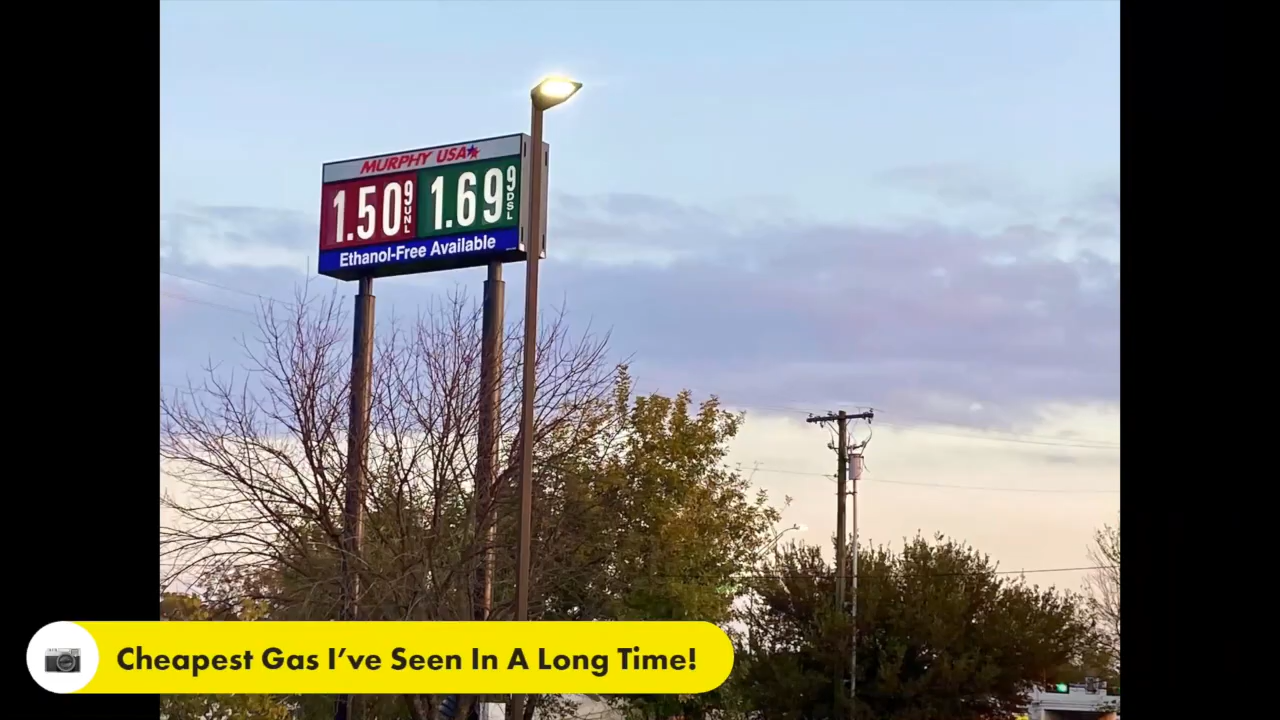 MURPHY USA
1.50 9 UNL 1.69 9 DSL
Ethanol-Free Available
Cheapest Gas I’ve Seen In A Long Time!